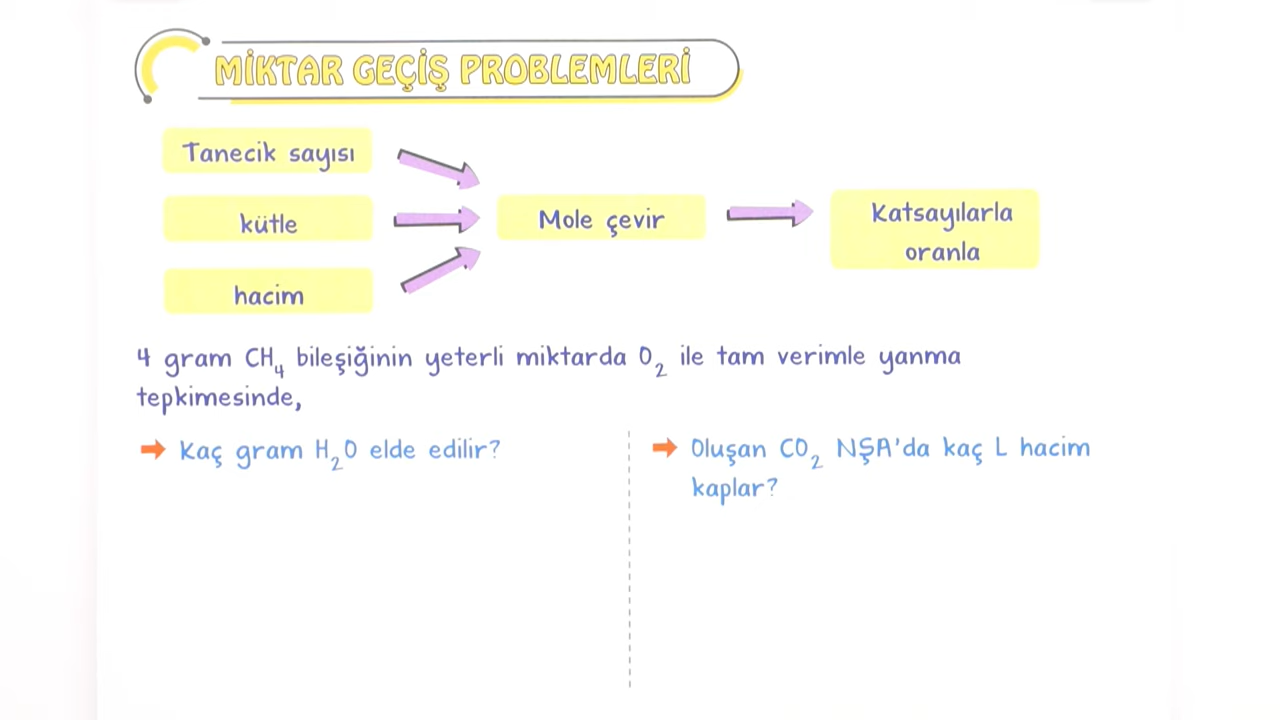 MİKTAR GEÇİŞ PROBLEMLERİ
Tanecik sayısı
kütle
hacim
Mole çevir
Katsayılarla
oranla
4 gram CH₄ bileşiğinin yeterli miktarda O₂ ile tam verimle yanma
tepkimesinde,
Kaç gram H₂O elde edilir?
Oluşan CO₂ NŞA'da kaç L hacim
kaplar?